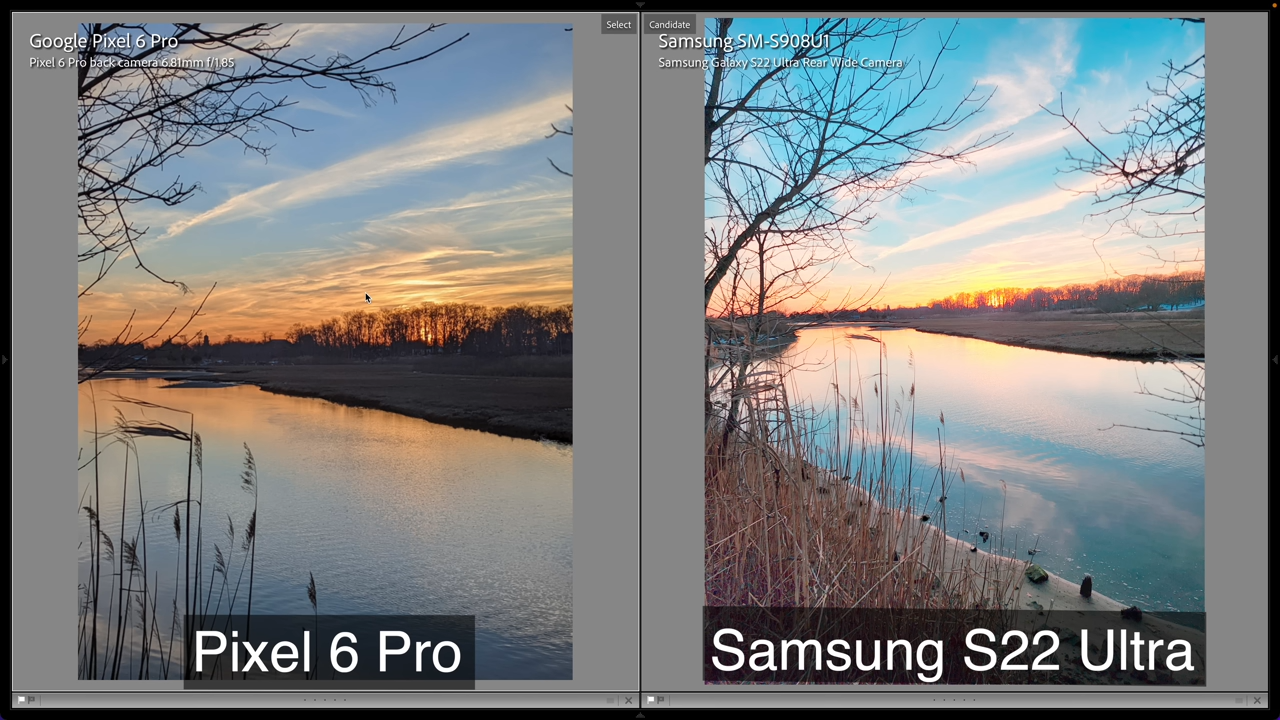 Google Pixel 6 Pro
Pixel 6 Pro back camera 6.81mm f/1.85
Select
Candidate
Samsung SM-S908U1
Samsung Galaxy S22 Ultra Rear Wide Camera
Pixel 6 Pro
Samsung S22 Ultra